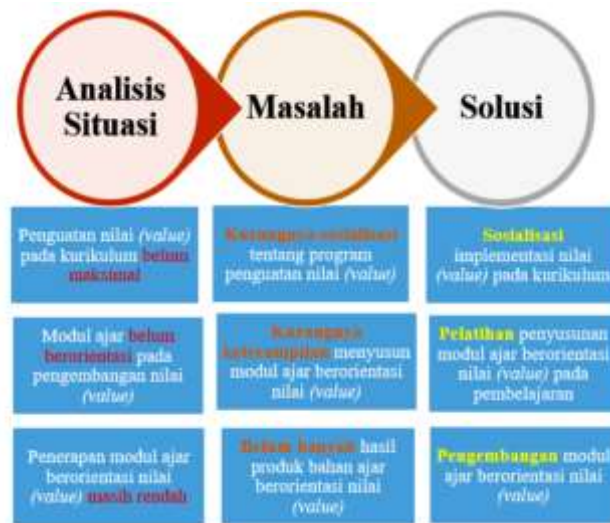 Analisis
Situasi
Masalah
Solusi
Penguatan nilai (value)
pada kurikulum belum
maksimal
Kurangaya sosialisasi
tentang program
penguatan nilai (value)
Sosialisasi
implementasi nilai
(value) pada kurikulum
Modul ajar belum
berorientasi pada
pengembangan nilai
(value)
Kurangaya
keterampilan menyusun
modul ajar berorientasi
nilai (value)
Pelatihan penyusunan
modul ajar berorientasi
nilai (value) pada
pembelajaran
Penerapan modul ajar
berorientasi nilai
(value) masih rendah
Belum banyak hasil
produk bahan ajar
berorientasi nilai
(value)
Pengembangan modul
ajar berorientasi nilai
(value)